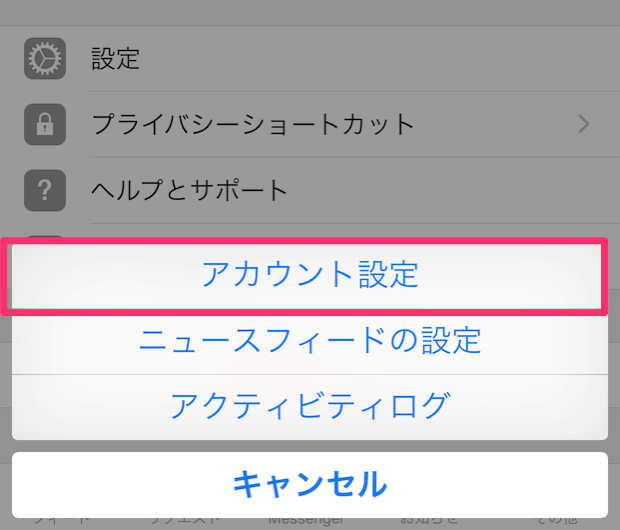 設定
プライバシーショートカット
ヘルプとサポート
アカウント設定
ニュースフィードの設定
アクティビティログ
キャンセル
フィード リクエスト Messenger お知らせ その他